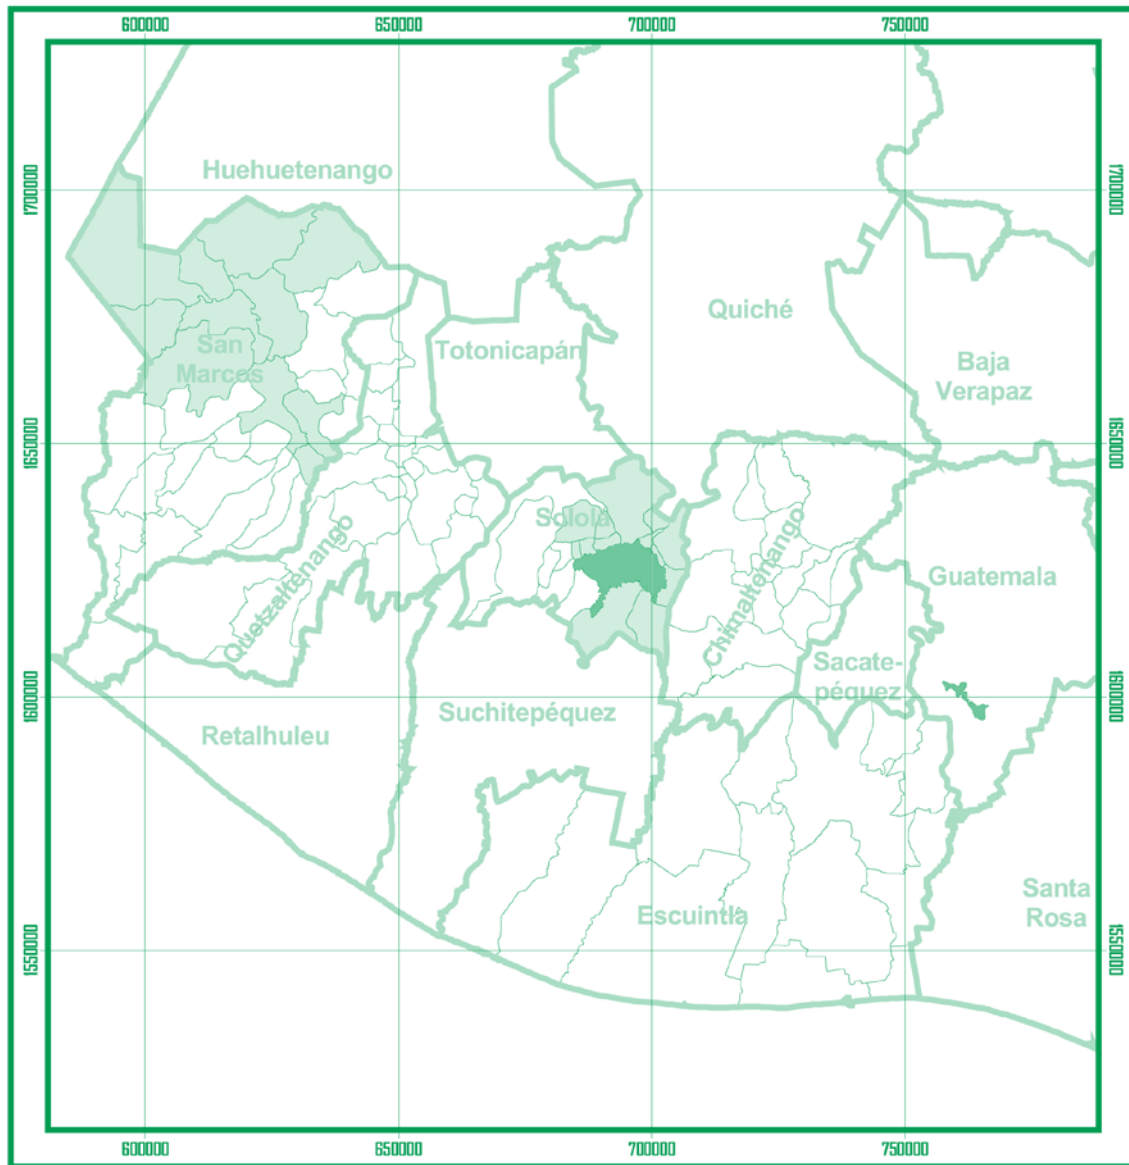 600000 650000 700000 750000
1700000 1700000
Huehuetenango
Quiché
San
Marcos
Totonicapán
Baja
Verapaz
1650000 1650000
Sololá
Quetzaltenango
Chimaltenango
Guatemala
Sacate-
péquez
1600000 1600000
Suchitepéquez
Retalhuleu
Santa
Rosa
Escuintla
1550000 1550000
600000 650000 700000 750000